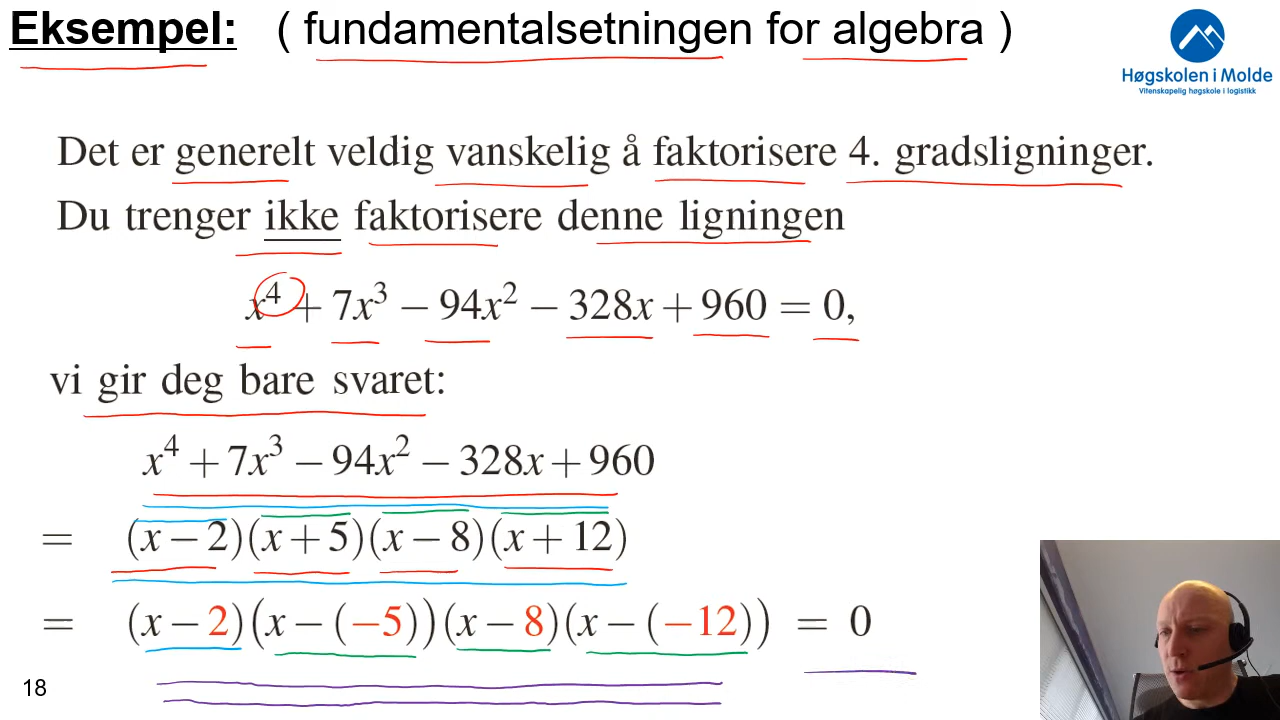 Eksempel: ( fundamentalsetningen for algebra )
Høgskolen i Molde
Vitenskapelig høgskole i logistikk
Det er generelt veldig vanskelig å faktorisere 4. gradsligninger.
Du trenger ikke faktorisere denne ligningen
x⁴ + 7x³ − 94x² − 328x + 960 = 0,
vi gir deg bare svaret:
x⁴ + 7x³ − 94x² − 328x + 960
= (x − 2)(x + 5)(x − 8)(x + 12)
= (x − 2)(x − (−5))(x − 8)(x − (−12)) = 0
18